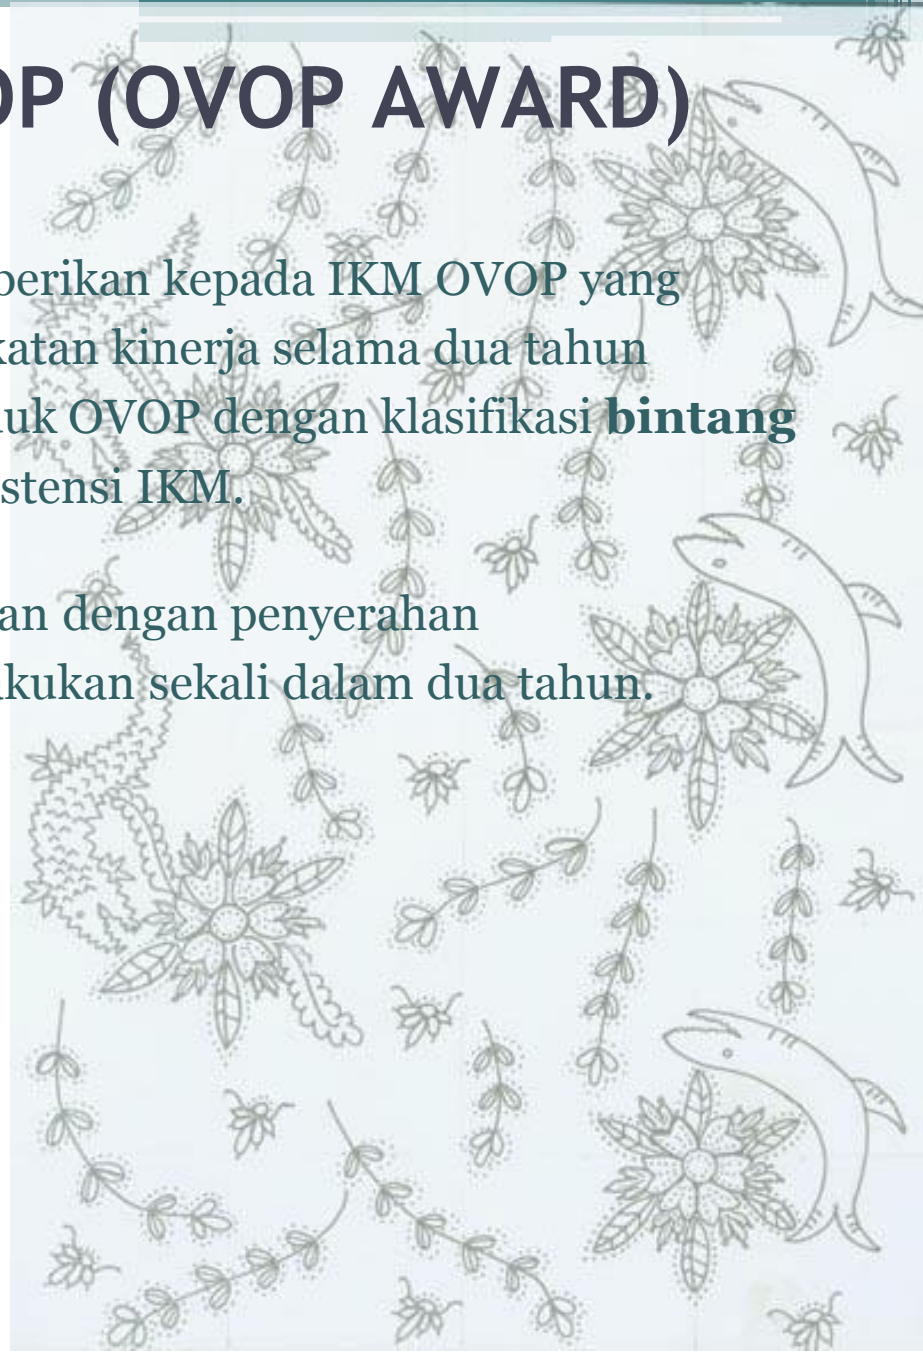 OP (OVOP AWARD)
berikan kepada IKM OVOP yang
katan kinerja selama dua tahun
uk OVOP dengan klasifikasi bintang
stensi IKM.
an dengan penyerahan
kukan sekali dalam dua tahun.